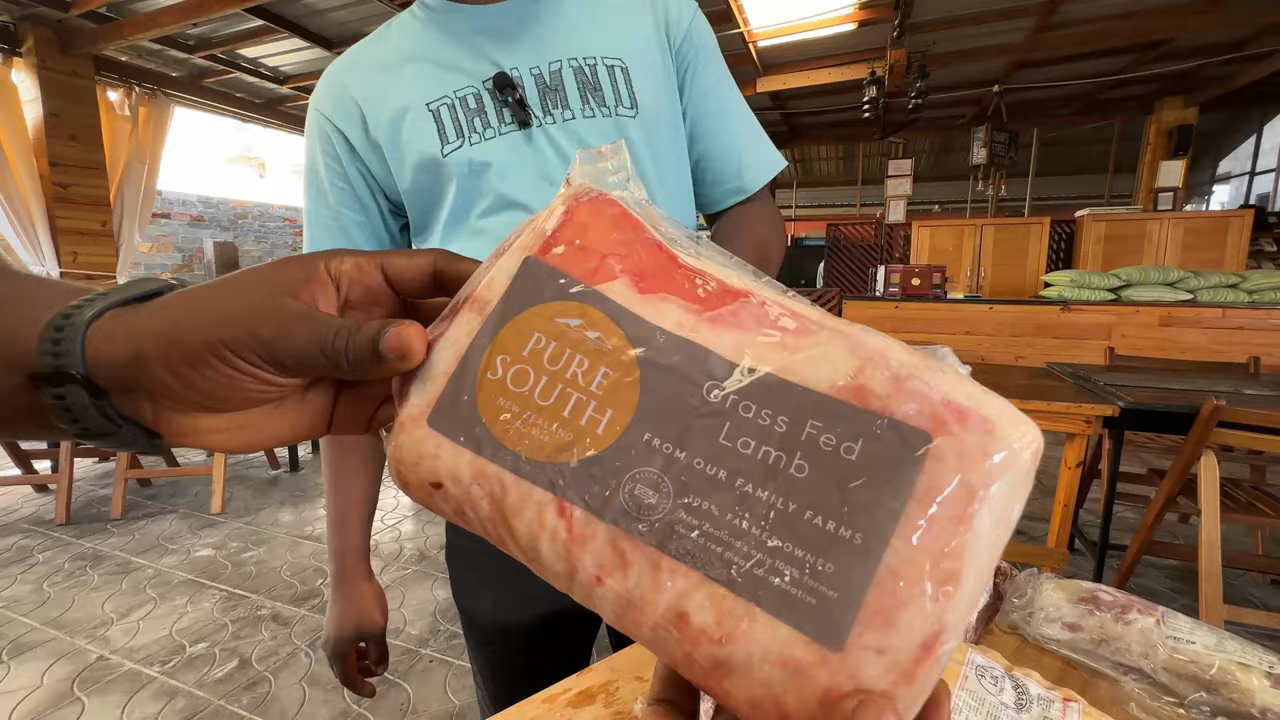 DREAMND
PURE
SOUTH
NEW ZEALAND
Grass Fed
Lamb
FROM OUR FAMILY FARMS
100% FARMER OWNED
New Zealand's only 100% farmer
owned red meat co-operative